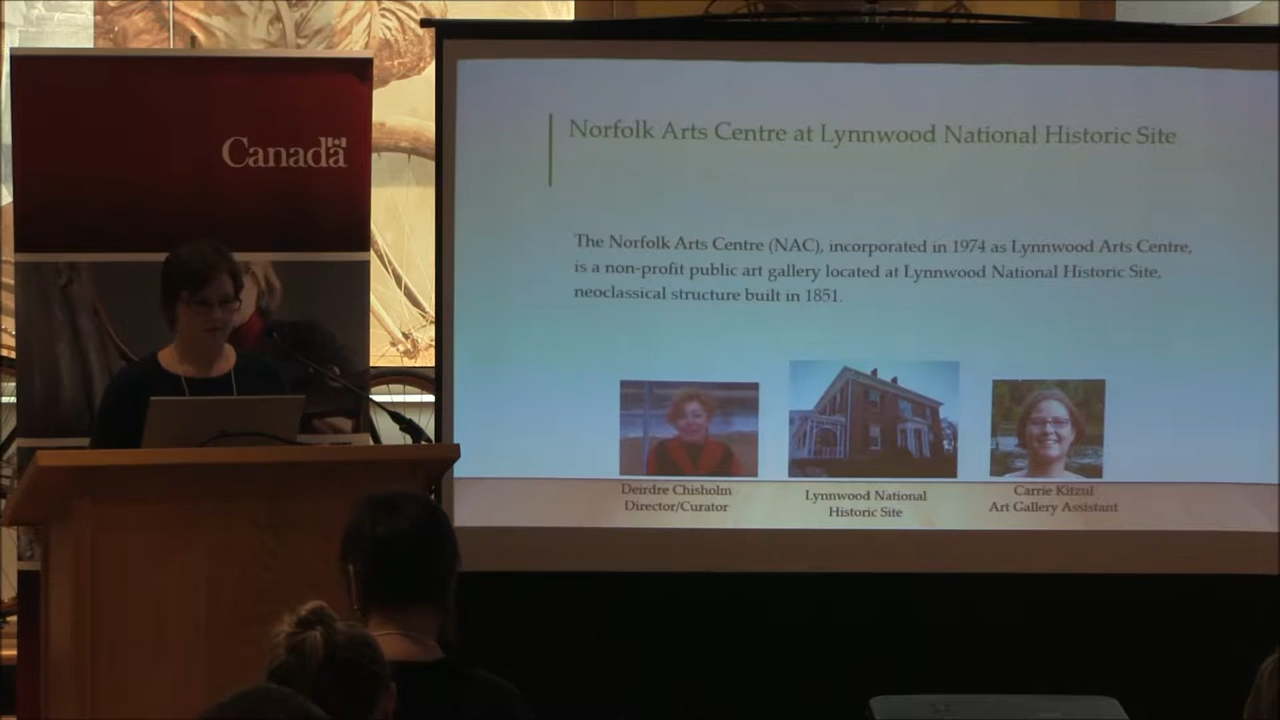 Canada
Norfolk Arts Centre at Lynnwood National Historic Site
The Norfolk Arts Centre (NAC), incorporated in 1974 as Lynnwood Arts Centre,
is a non-profit public art gallery located at Lynnwood National Historic Site,
neoclassical structure built in 1851.
Deirdre Chisholm
Director/Curator
Lynnwood National
Historic Site
Carrie Kitzul
Art Gallery Assistant